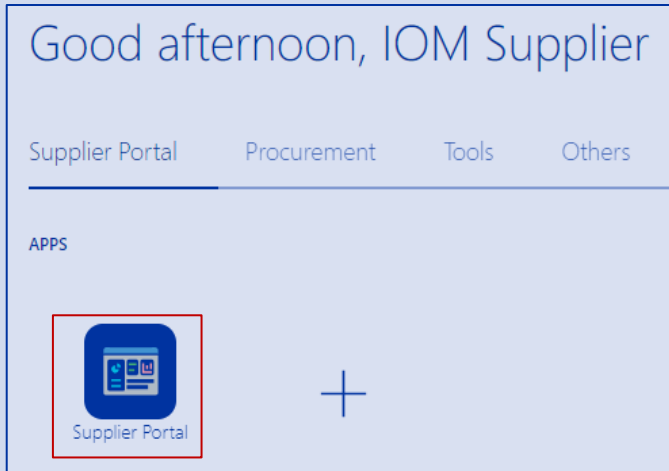 Good afternoon, IOM Supplier
Supplier Portal Procurement Tools Others
APPS
Supplier Portal